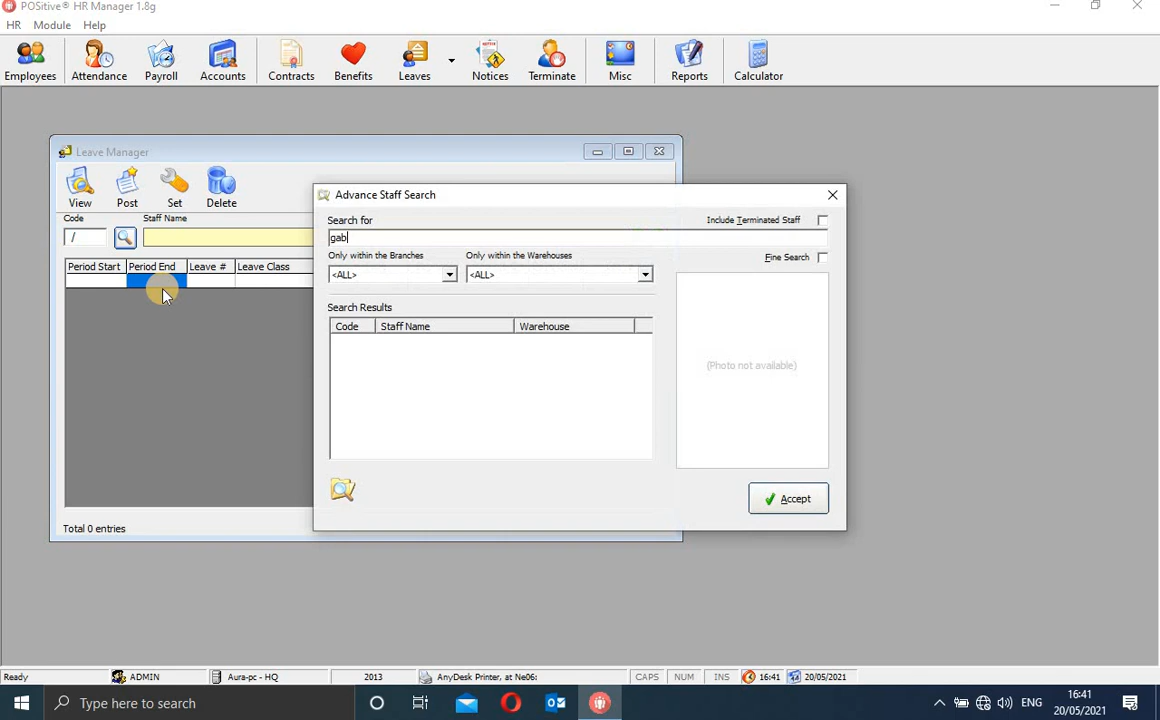 POSitive® HR Manager 1.8g
HR Module Help
Employees Attendance Payroll Accounts Contracts Benefits Leaves Notices Terminate Misc Reports Calculator
Leave Manager
View Post Set Delete
Code Staff Name
/
Period Start Period End Leave # Leave Class
Total 0 entries
Advance Staff Search
Search for Include Terminated Staff
gab
Only within the Branches Only within the Warehouses Fine Search
<ALL> <ALL>
Search Results
Code Staff Name Warehouse
(Photo not available)
Accept
Ready ADMIN Aura-pc - HQ 2013 AnyDesk Printer, at Ne06: CAPS NUM INS 16:41 20/05/2021
Type here to search ENG 16:41
20/05/2021